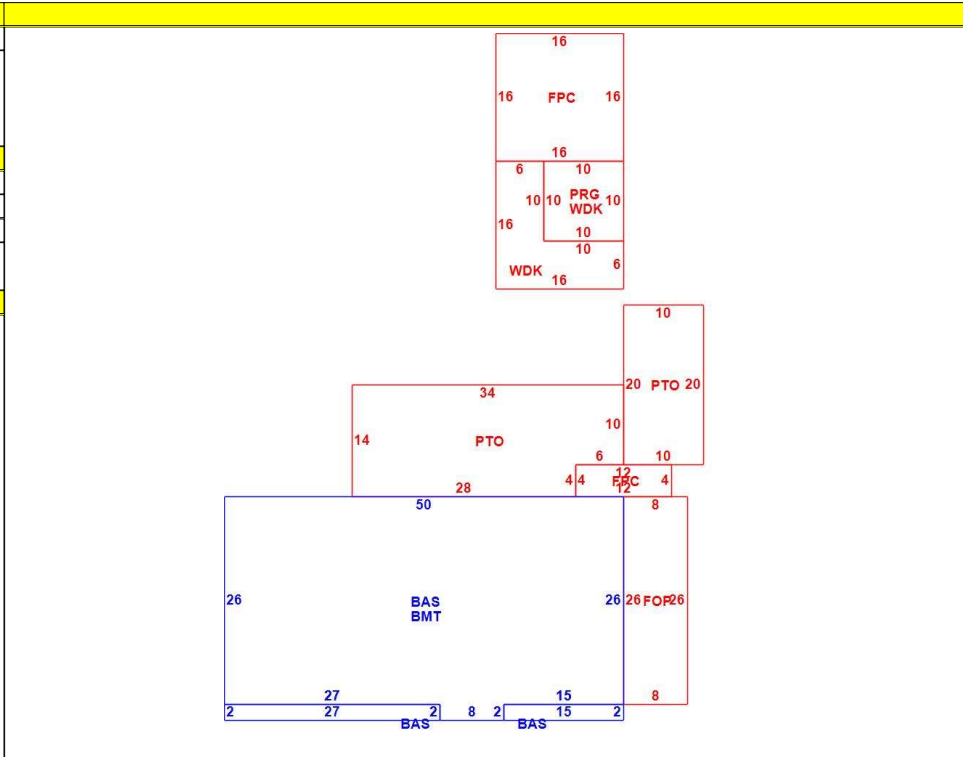 16
16 FPC 16
16
6 10
10 10 PRG 10
WDK
16
10
10
6
WDK
16
10
20 PTO 20
34
10
14 PTO
6 10
12
4 4 FPC 4
28 12
50 8
26 BAS 26 26 FOP 26
BMT
27 15 8
2 27 2 8 2 15 2
BAS BAS